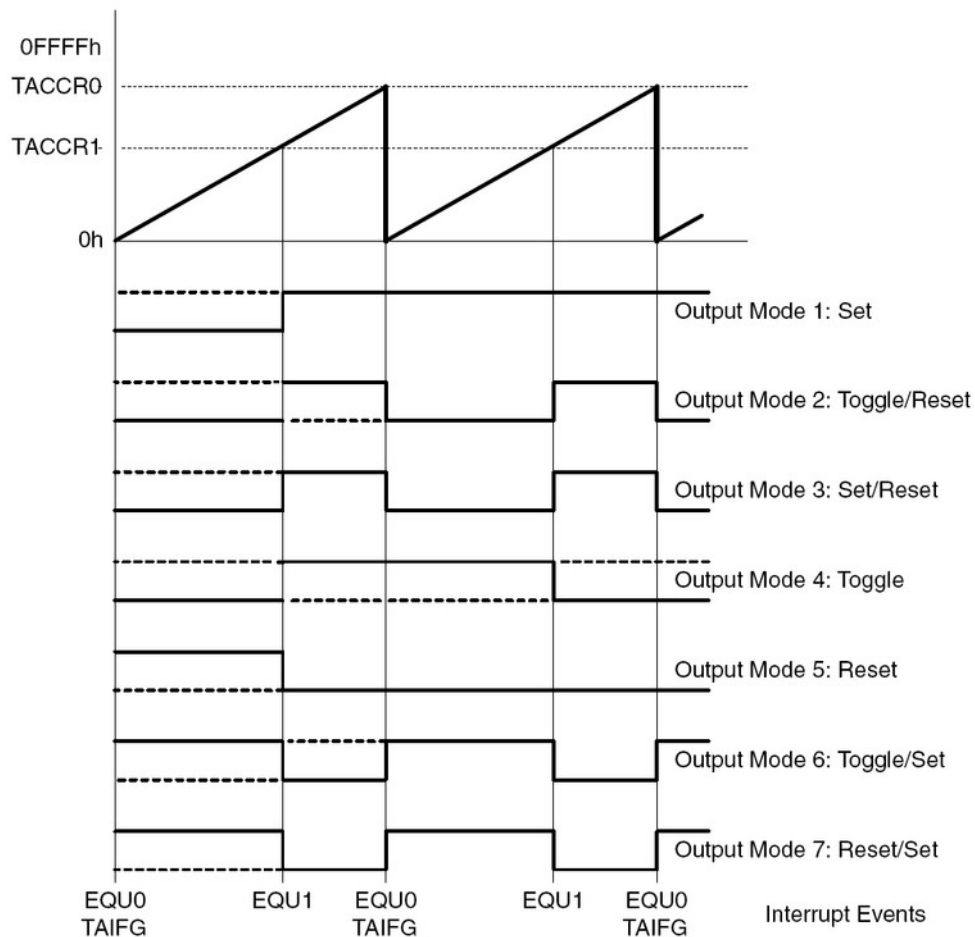 0FFFFh
TACCR0
TACCR1
0h
Output Mode 1: Set
Output Mode 2: Toggle/Reset
Output Mode 3: Set/Reset
Output Mode 4: Toggle
Output Mode 5: Reset
Output Mode 6: Toggle/Set
Output Mode 7: Reset/Set
EQU0 EQU1 EQU0 EQU1 EQU0 Interrupt Events
TAIFG TAIFG TAIFG